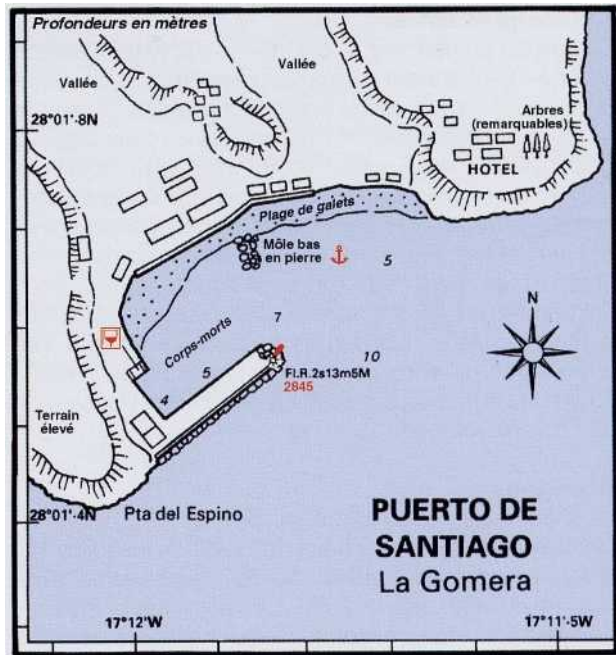 Profondeurs en mètres
Vallée
Vallée
28°01'·8N
Arbres
(remarquables)
HOTEL
Plage de galets
Môle bas
en pierre
5
7
Corps-morts
10
5
Fl.R.2s13m5M
2845
4
Terrain
élevé
N
28°01'·4N
Pta del Espino
PUERTO DE
SANTIAGO
La Gomera
17°12'W
17°11'·5W